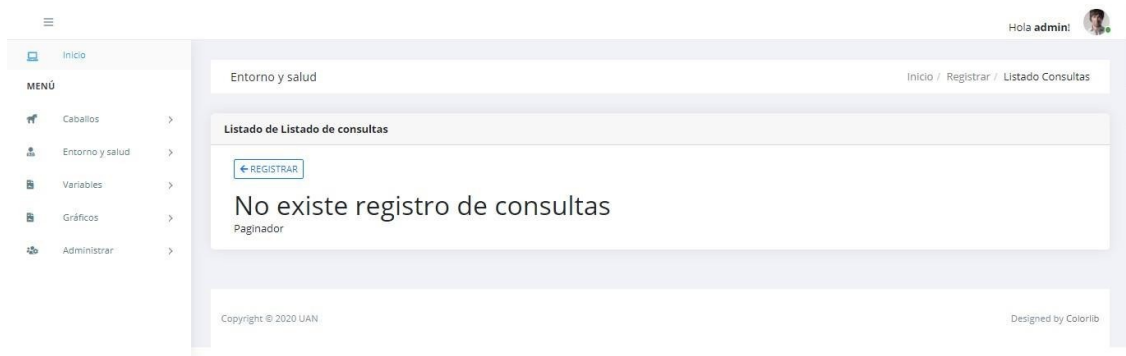 Hola admin!
Inicio
MENÚ
Caballos
Entorno y salud
Variables
Gráficos
Administrar
Entorno y salud
Inicio / Registrar / Listado Consultas
Listado de Listado de consultas
REGISTRAR
No existe registro de consultas
Paginador
Copyright © 2020 UAN
Designed by Colorlib